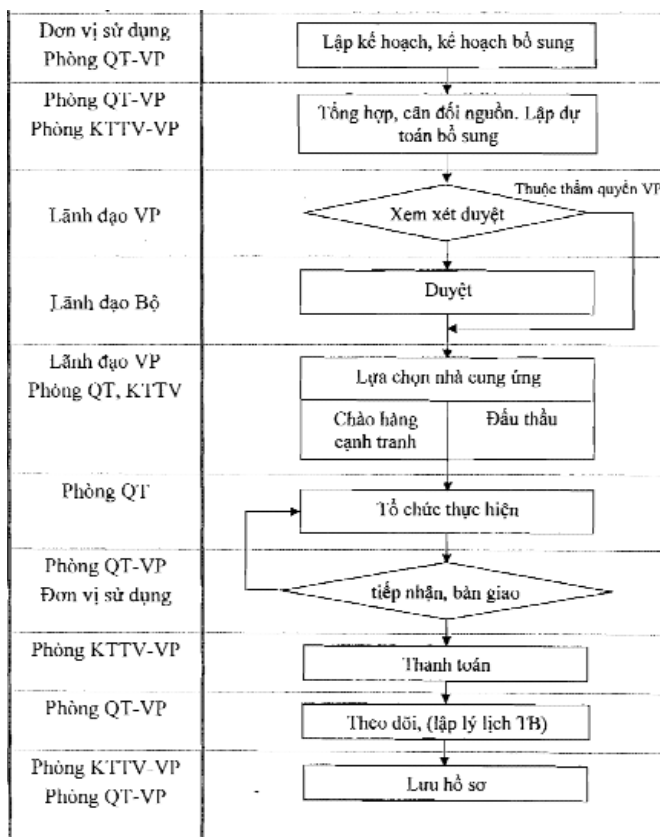 Đơn vị sử dụng
Phòng QT-VP
Lập kế hoạch, kế hoạch bổ sung
Phòng QT-VP
Phòng KTTV-VP
Tổng hợp, cân đối nguồn. Lập dự
toán bổ sung
Lãnh đạo VP
Thuộc thẩm quyền VP
Xem xét duyệt
Lãnh đạo Bộ
Duyệt
Lãnh đạo VP
Phòng QT, KTTV
Lựa chọn nhà cung ứng
Chào hàng
cạnh tranh
Đấu thầu
Phòng QT
Tổ chức thực hiện
Phòng QT-VP
Đơn vị sử dụng
tiếp nhận, bàn giao
Phòng KTTV-VP
Thanh toán
Phòng QT-VP
Theo dõi, (lập lý lịch TB)
Phòng KTTV-VP
Phòng QT-VP
Lưu hồ sơ